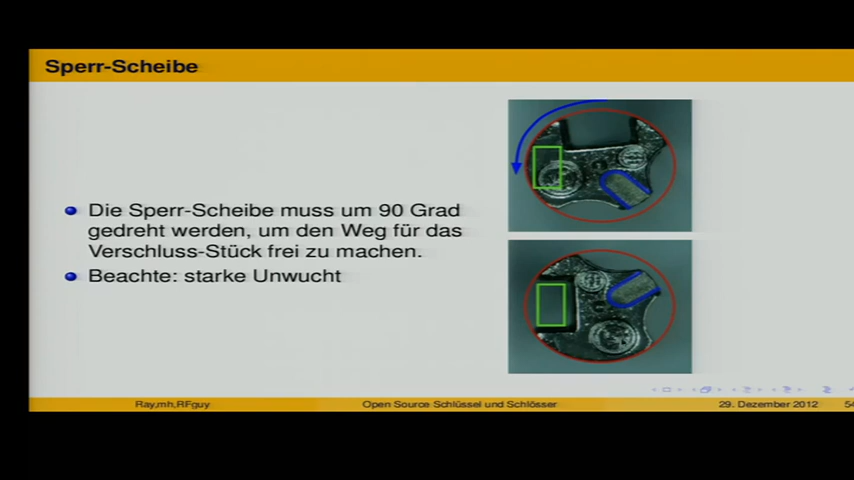 Sperr-Scheibe
Die Sperr-Scheibe muss um 90 Grad
gedreht werden, um den Weg für das
Verschluss-Stück frei zu machen.
Beachte: starke Unwucht
Ray,mh,RFguy
Open Source Schlüssel und Schlösser
29. Dezember 2012